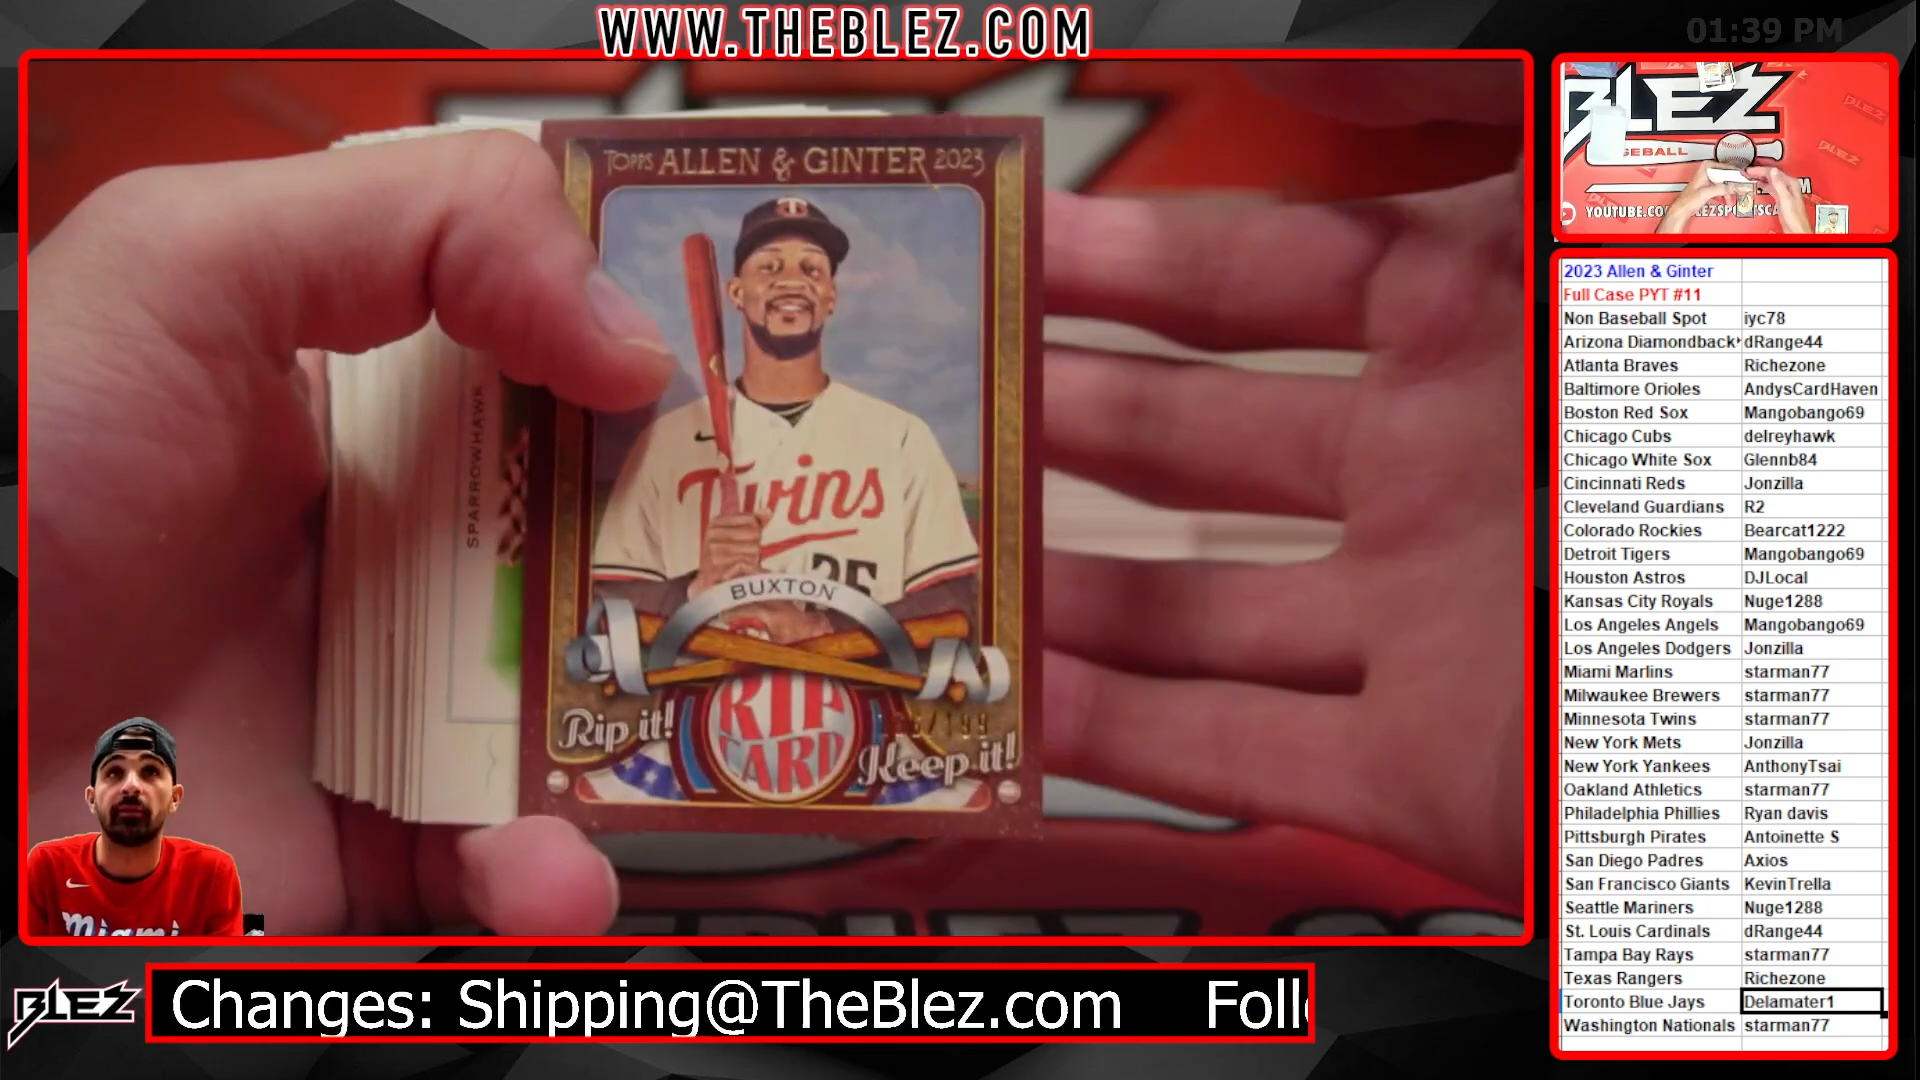 WWW.THEBLEZ.COM
01:39 PM
TOPPS ALLEN & GINTER 2023
Twins
BUXTON
Rip it!
RIP
CARD
Keep it!
SPARROWHAWK
BLEZ
BASEBALL
2023 Allen & Ginter
Full Case PYT #11
Non Baseball Spot iyc78
Arizona Diamondback dRange44
Atlanta Braves Richezone
Baltimore Orioles AndysCardHaven
Boston Red Sox Mangobango69
Chicago Cubs delreyhawk
Chicago White Sox Glennb84
Cincinnati Reds Jonzilla
Cleveland Guardians R2
Colorado Rockies Bearcat1222
Detroit Tigers Mangobango69
Houston Astros DJLocal
Kansas City Royals Nuge1288
Los Angeles Angels Mangobango69
Los Angeles Dodgers Jonzilla
Miami Marlins starman77
Milwaukee Brewers starman77
Minnesota Twins starman77
New York Mets Jonzilla
New York Yankees AnthonyTsai
Oakland Athletics starman77
Philadelphia Phillies Ryan davis
Pittsburgh Pirates Antoinette S
San Diego Padres Axios
San Francisco Giants KevinTrella
Seattle Mariners Nuge1288
St. Louis Cardinals dRange44
Tampa Bay Rays starman77
Texas Rangers Richezone
Toronto Blue Jays Delamater1
Washington Nationals starman77
Miami
BLEZ
Changes: Shipping@TheBlez.com Foll